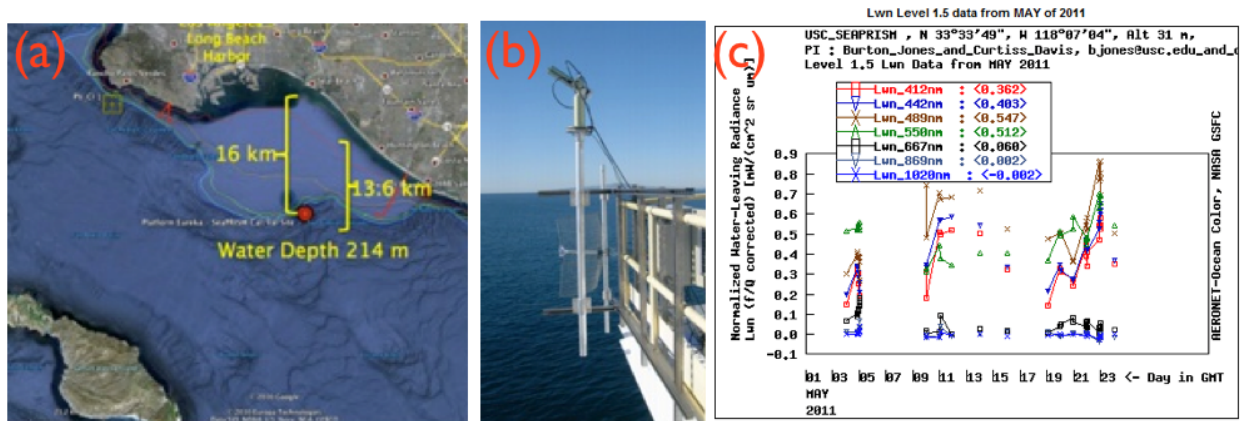 (a)
Long Beach
Harbor
16 km
13.6 km
Water Depth 214 m
(b)
(c)
Lwn Level 1.5 data from MAY of 2011
USC_SEAPRISM , N 33°33'49", W 118°07'04", Alt 31 m,
PI : Burton_Jones_and_Curtiss_Davis, bjones@usc.edu_and_
Level 1.5 Lwn Data from MAY 2011
Lwn_412nm : <0.362>
Lwn_442nm : <0.403>
Lwn_489nm : <0.547>
Lwn_550nm : <0.512>
Lwn_667nm : <0.060>
Lwn_869nm : <0.002>
Lwn_1020nm : <-0.002>
Normalized Water-Leaving Radiance
Lwn (f/Q corrected) [mW/(cm^2 sr um)]
0.9
0.8
0.7
0.6
0.5
0.4
0.3
0.2
0.1
0.0
-0.1
AERONET-Ocean Color, NASA GSFC
01 03 05 07 09 11 13 15 17 19 21 23 <- Day in GMT
MAY
2011